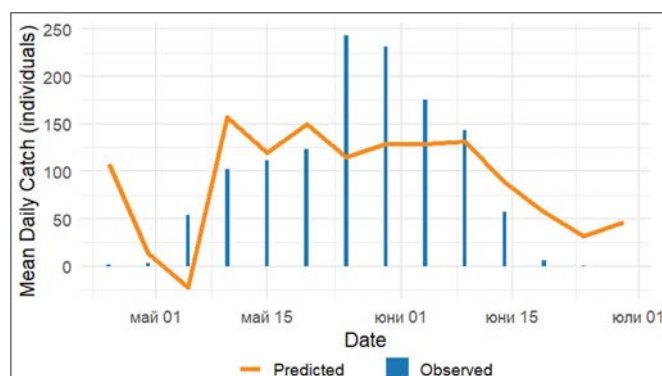 Mean Daily Catch (individuals)
250
200
150
100
50
0
май 01
май 15
юни 01
юни 15
юли 01
Date
Predicted
Observed